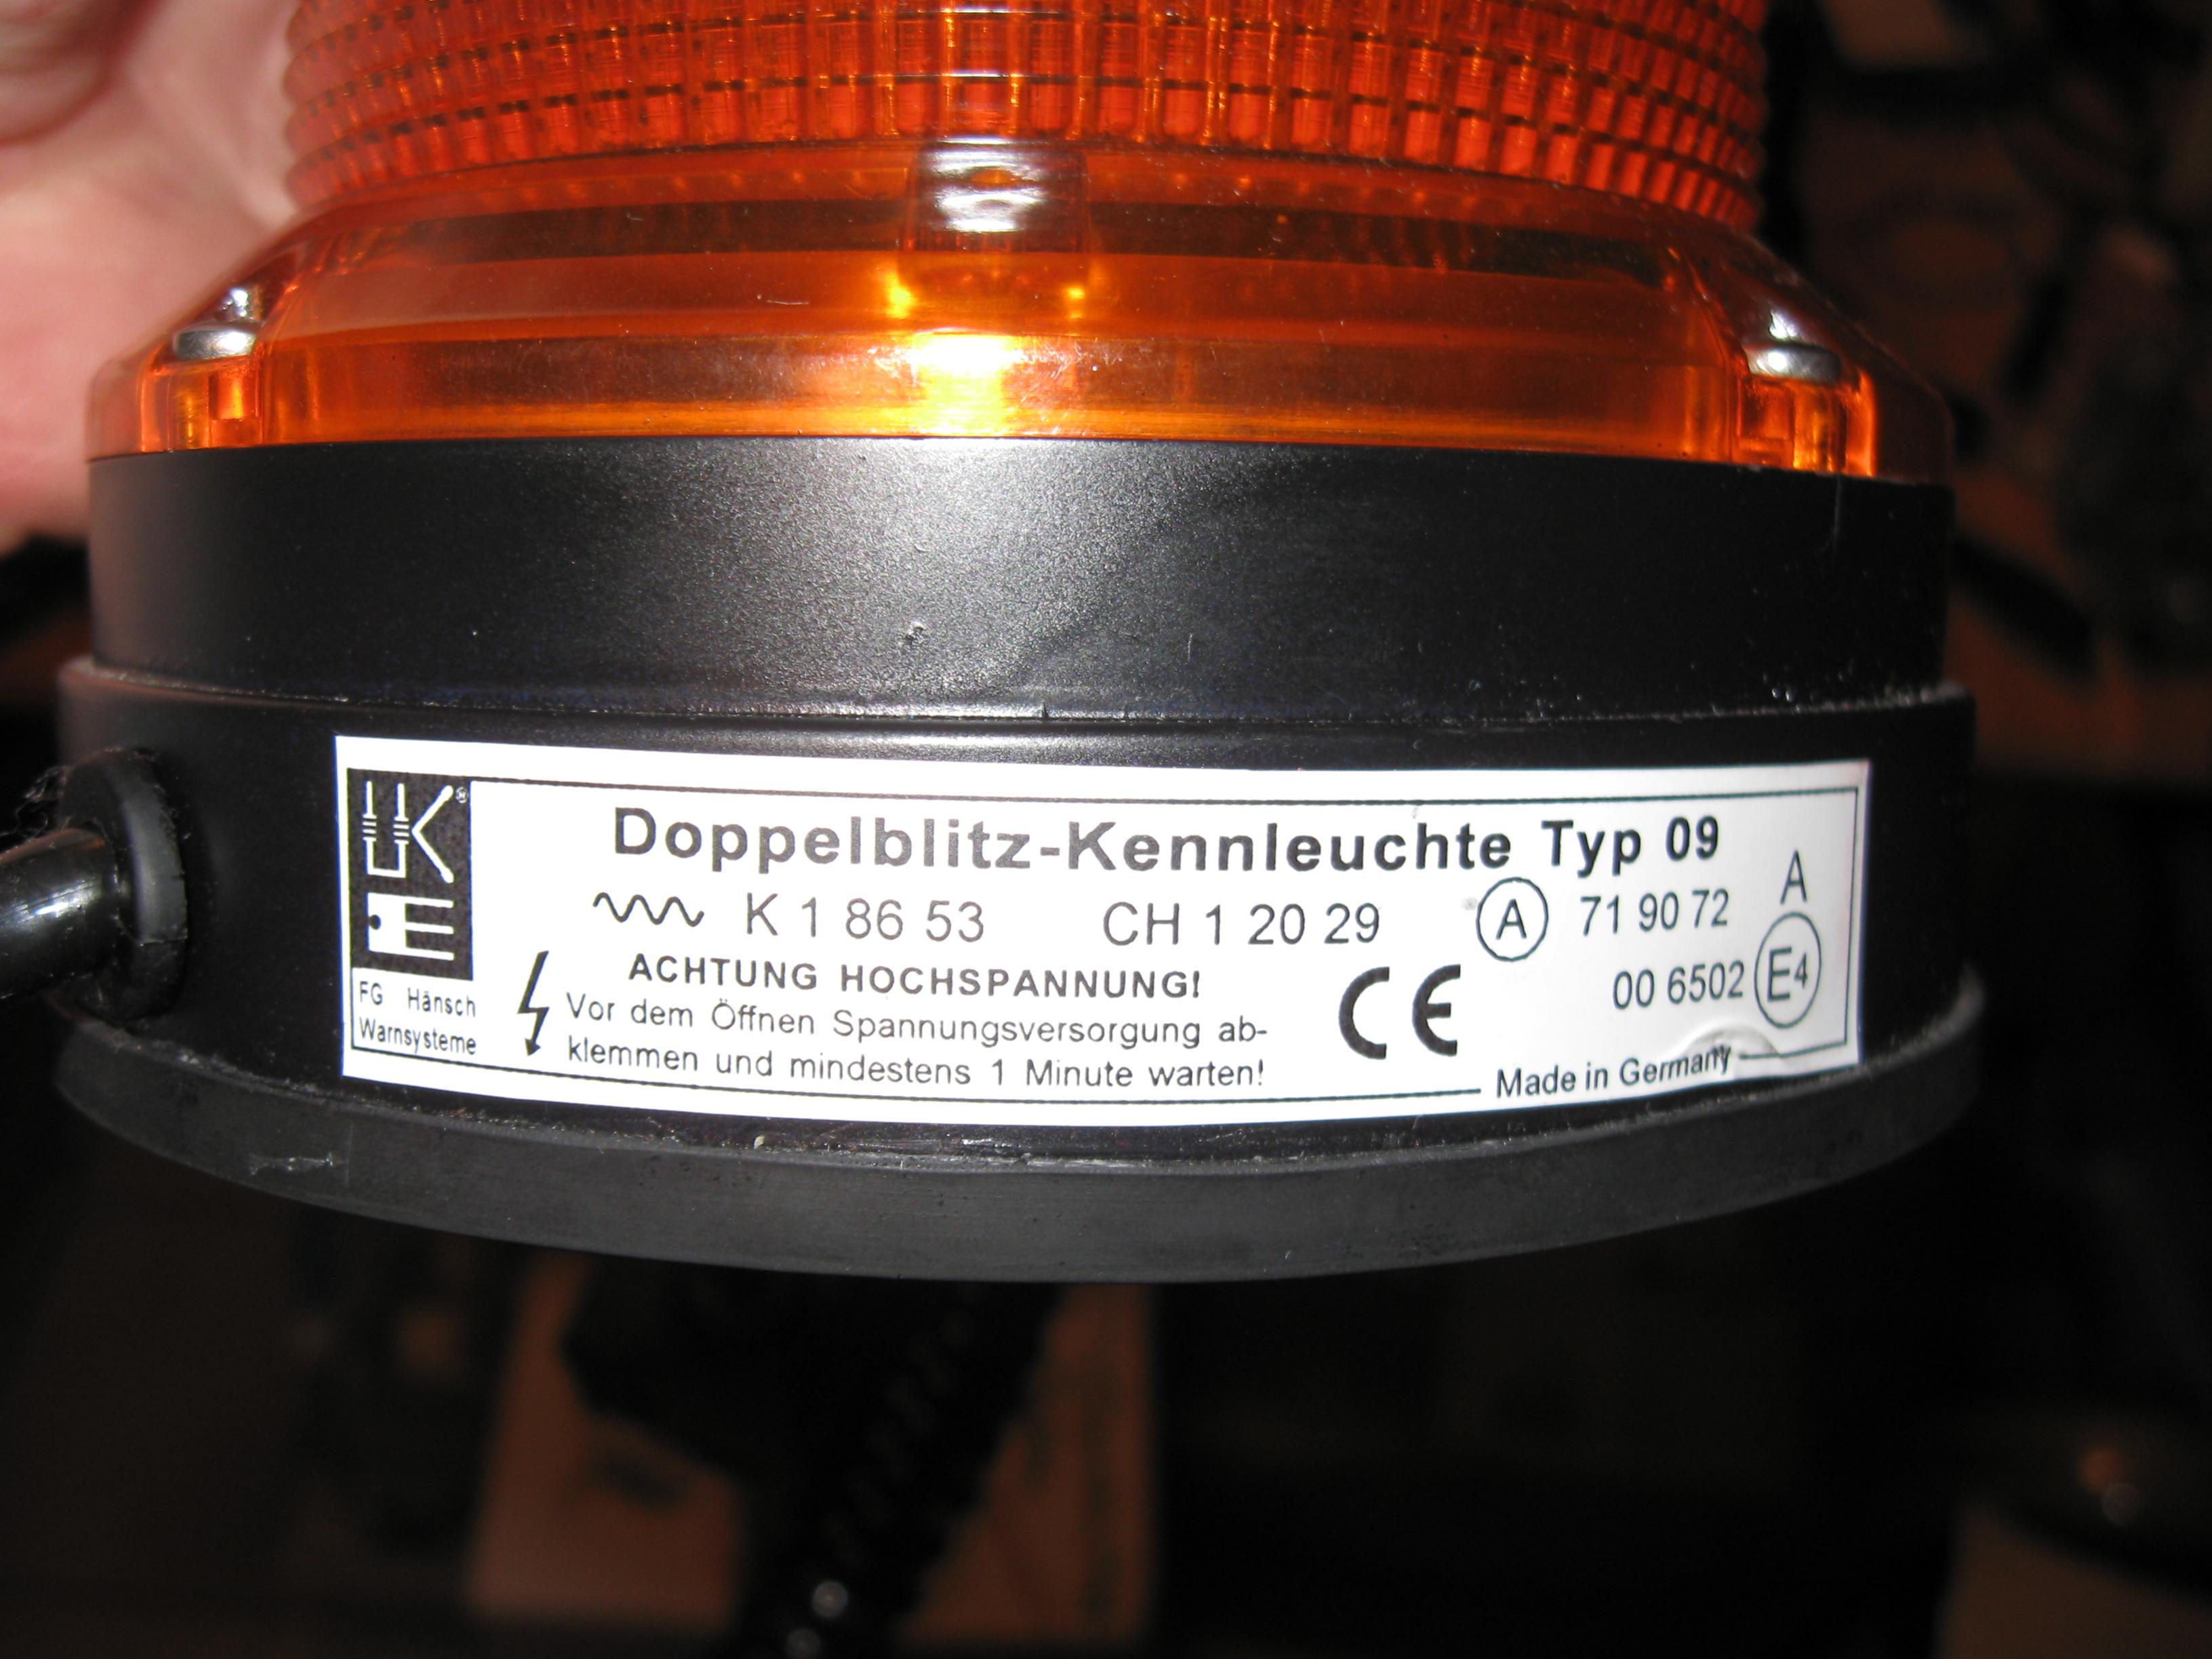 Doppelblitz-Kennleuchte Typ 09
K 1 86 53 CH 1 20 29 A 71 90 72 A
00 6502 E4
ACHTUNG HOCHSPANNUNG!
Vor dem Öffnen Spannungsversorgung ab-
klemmen und mindestens 1 Minute warten!
CE
FG Hänsch
Warnsysteme
Made in Germany